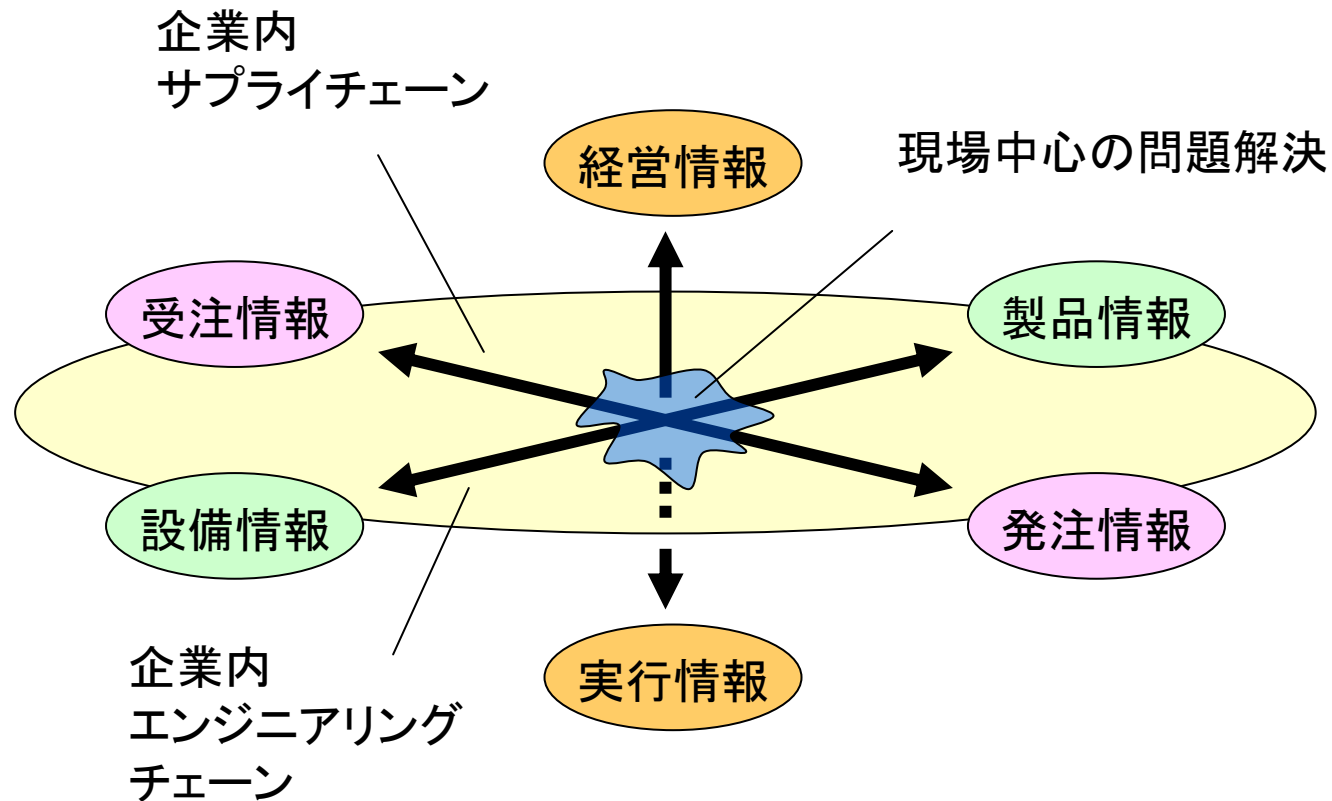 企業内
サプライチェーン
経営情報
現場中心の問題解決
受注情報
製品情報
設備情報
発注情報
実行情報
企業内
エンジニアリング
チェーン